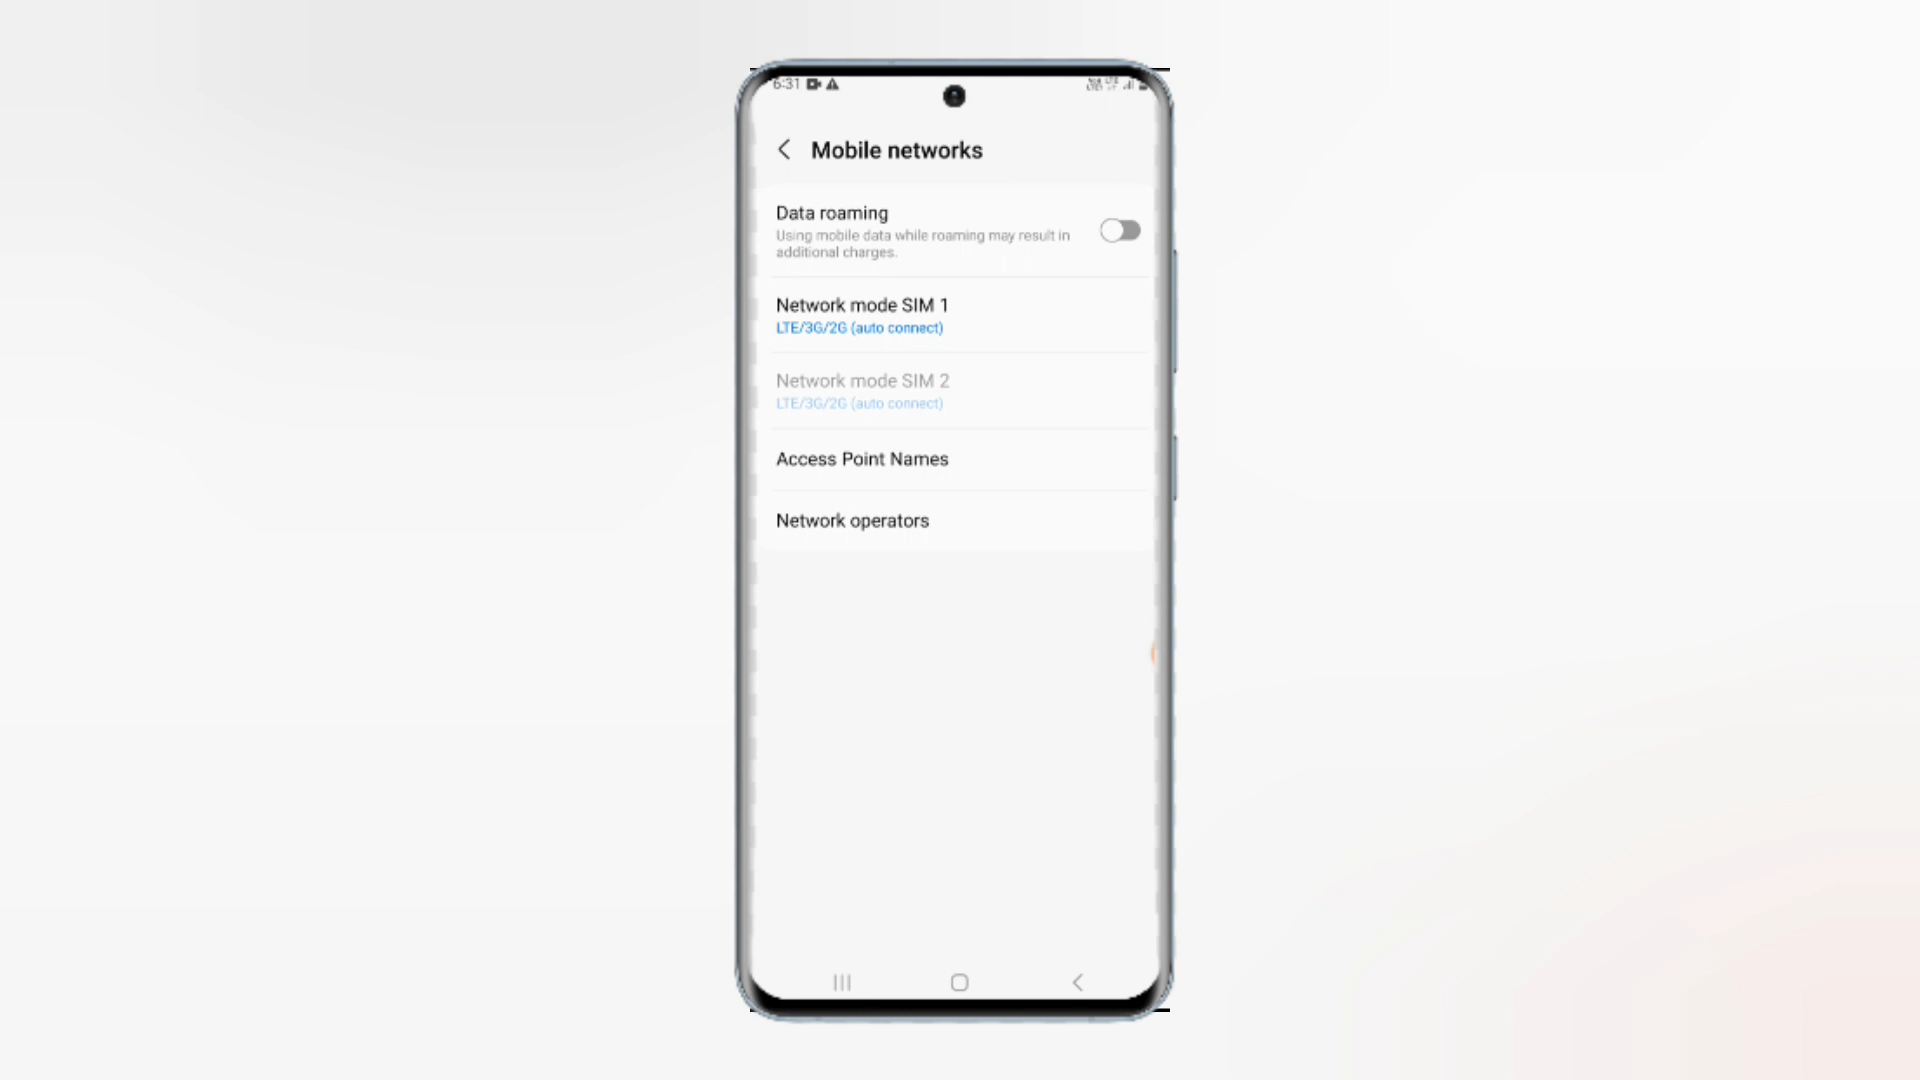 6:31
Mobile networks
Data roaming
Using mobile data while roaming may result in
additional charges.
Network mode SIM 1
LTE/3G/2G (auto connect)
Network mode SIM 2
LTE/3G/2G (auto connect)
Access Point Names
Network operators